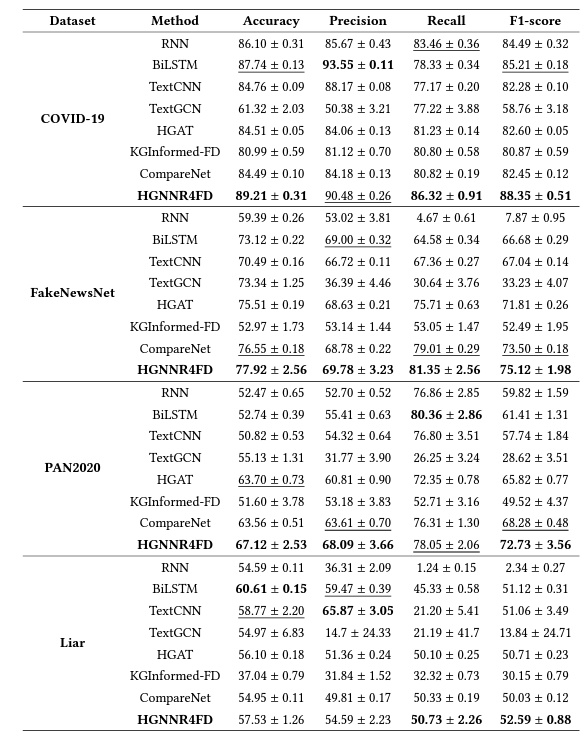 Dataset Method Accuracy Precision Recall F1-score
RNN 86.10 ± 0.31 85.67 ± 0.43 83.46 ± 0.36 84.49 ± 0.32
BiLSTM 87.74 ± 0.13 93.55 ± 0.11 78.33 ± 0.34 85.21 ± 0.18
TextCNN 84.76 ± 0.09 88.17 ± 0.08 77.17 ± 0.20 82.28 ± 0.10
TextGCN 61.32 ± 2.03 50.38 ± 3.21 77.22 ± 3.88 58.76 ± 3.18
COVID-19
HGAT 84.51 ± 0.05 84.06 ± 0.13 81.23 ± 0.14 82.60 ± 0.05
KGInformed-FD 80.99 ± 0.59 81.12 ± 0.70 80.80 ± 0.58 80.87 ± 0.59
CompareNet 84.49 ± 0.10 84.18 ± 0.13 80.82 ± 0.19 82.45 ± 0.12
HGNNR4FD 89.21 ± 0.31 90.48 ± 0.26 86.32 ± 0.91 88.35 ± 0.51
RNN 59.39 ± 0.26 53.02 ± 3.81 4.67 ± 0.61 7.87 ± 0.95
BiLSTM 73.12 ± 0.22 69.00 ± 0.32 64.58 ± 0.34 66.68 ± 0.29
TextCNN 70.49 ± 0.16 66.72 ± 0.11 67.36 ± 0.27 67.04 ± 0.14
TextGCN 73.34 ± 1.25 36.39 ± 4.46 30.64 ± 3.76 33.23 ± 4.07
FakeNewsNet
HGAT 75.51 ± 0.19 68.63 ± 0.21 75.71 ± 0.63 71.81 ± 0.26
KGInformed-FD 52.97 ± 1.73 53.14 ± 1.44 53.05 ± 1.47 52.49 ± 1.95
CompareNet 76.55 ± 0.18 68.78 ± 0.22 79.01 ± 0.29 73.50 ± 0.18
HGNNR4FD 77.92 ± 2.56 69.78 ± 3.23 81.35 ± 2.56 75.12 ± 1.98
RNN 52.47 ± 0.65 52.70 ± 0.52 76.86 ± 2.85 59.82 ± 1.59
BiLSTM 52.74 ± 0.39 55.41 ± 0.63 80.36 ± 2.86 61.41 ± 1.31
TextCNN 50.82 ± 0.53 54.32 ± 0.64 76.80 ± 3.51 57.74 ± 1.84
TextGCN 55.13 ± 1.31 31.77 ± 3.90 26.25 ± 3.24 28.62 ± 3.51
PAN2020
HGAT 63.70 ± 0.73 60.81 ± 0.90 72.35 ± 0.78 65.82 ± 0.77
KGInformed-FD 51.60 ± 3.78 53.18 ± 3.83 52.71 ± 3.16 49.52 ± 4.37
CompareNet 63.56 ± 0.51 63.61 ± 0.70 76.31 ± 1.30 68.28 ± 0.48
HGNNR4FD 67.12 ± 2.53 68.09 ± 3.66 78.05 ± 2.06 72.73 ± 3.56
RNN 54.59 ± 0.11 36.31 ± 2.09 1.24 ± 0.15 2.34 ± 0.27
BiLSTM 60.61 ± 0.15 59.47 ± 0.39 45.33 ± 0.58 51.12 ± 0.31
TextCNN 58.77 ± 2.20 65.87 ± 3.05 21.20 ± 5.41 51.06 ± 3.49
TextGCN 54.97 ± 6.83 14.7 ± 24.33 21.19 ± 41.7 13.84 ± 24.71
Liar
HGAT 56.10 ± 0.18 51.36 ± 0.24 50.10 ± 0.25 50.71 ± 0.23
KGInformed-FD 37.04 ± 0.79 31.84 ± 1.52 32.32 ± 0.73 30.15 ± 0.79
CompareNet 54.95 ± 0.11 49.81 ± 0.17 50.33 ± 0.19 50.03 ± 0.12
HGNNR4FD 57.53 ± 1.26 54.59 ± 2.23 50.73 ± 2.26 52.59 ± 0.88